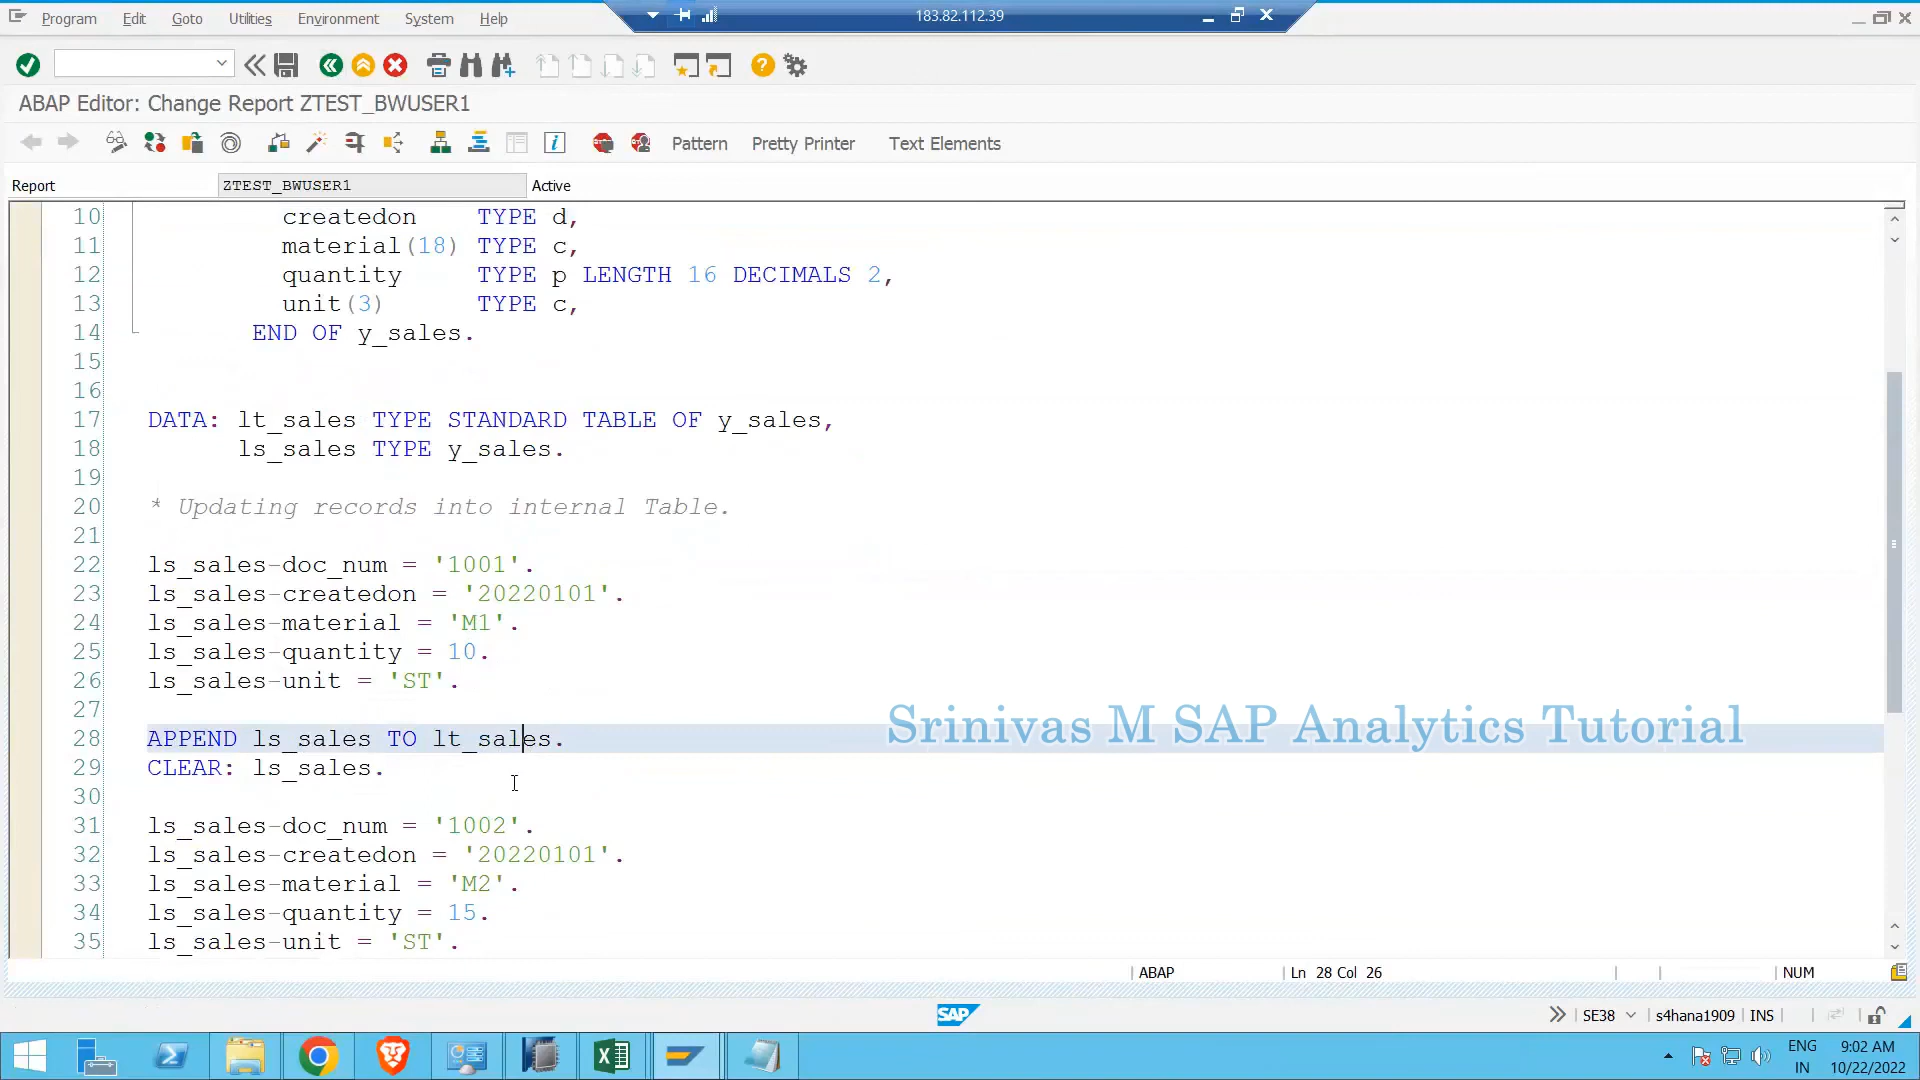 Program Edit Goto Utilities Environment System Help
183.82.112.39
ABAP Editor: Change Report ZTEST_BWUSER1
Pattern Pretty Printer Text Elements
Report ZTEST_BWUSER1 Active
10 createdon TYPE d,
11 material(18) TYPE c,
12 quantity TYPE p LENGTH 16 DECIMALS 2,
13 unit(3) TYPE c,
14 END OF y_sales.
15
16
17 DATA: lt_sales TYPE STANDARD TABLE OF y_sales,
18 ls_sales TYPE y_sales.
19
20 * Updating records into internal Table.
21
22 ls_sales-doc_num = '1001'.
23 ls_sales-createdon = '20220101'.
24 ls_sales-material = 'M1'.
25 ls_sales-quantity = 10.
26 ls_sales-unit = 'ST'.
27
28 APPEND ls_sales TO lt_sales.
Srinivas M SAP Analytics Tutorial
29 CLEAR: ls_sales.
30
31 ls_sales-doc_num = '1002'.
32 ls_sales-createdon = '20220101'.
33 ls_sales-material = 'M2'.
34 ls_sales-quantity = 15.
35 ls_sales-unit = 'ST'.
ABAP Ln 28 Col 26 NUM
SAP
SE38 s4hana1909 INS
ENG 9:02 AM
IN 10/22/2022